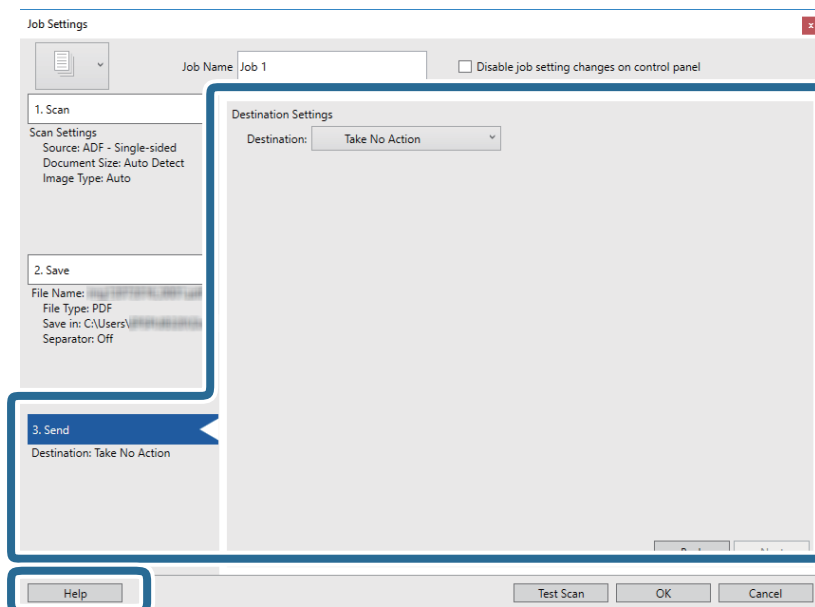 Job Settings
x
Job Name Job 1
Disable job setting changes on control panel
1. Scan
Scan Settings
Source: ADF - Single-sided
Document Size: Auto Detect
Image Type: Auto
2. Save
File Name:
File Type: PDF
Save in: C:\Users\
Separator: Off
3. Send
Destination: Take No Action
Destination Settings
Destination: Take No Action
Help
Test Scan
OK
Cancel